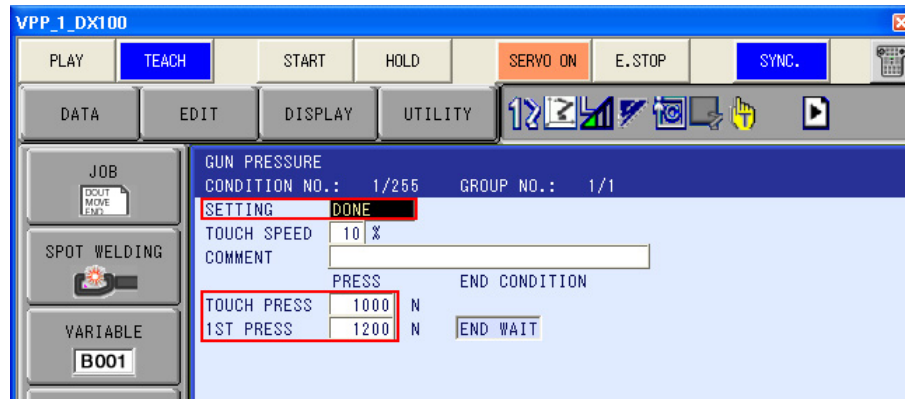 VPP_1_DX100
PLAY TEACH START HOLD SERVO ON E.STOP SYNC.
DATA EDIT DISPLAY UTILITY
JOB
DOUT
MOVE
END
SPOT WELDING
VARIABLE
B001
GUN PRESSURE
CONDITION NO.: 1/255 GROUP NO.: 1/1
SETTING DONE
TOUCH SPEED 10 %
COMMENT
PRESS END CONDITION
TOUCH PRESS 1000 N
1ST PRESS 1200 N END WAIT